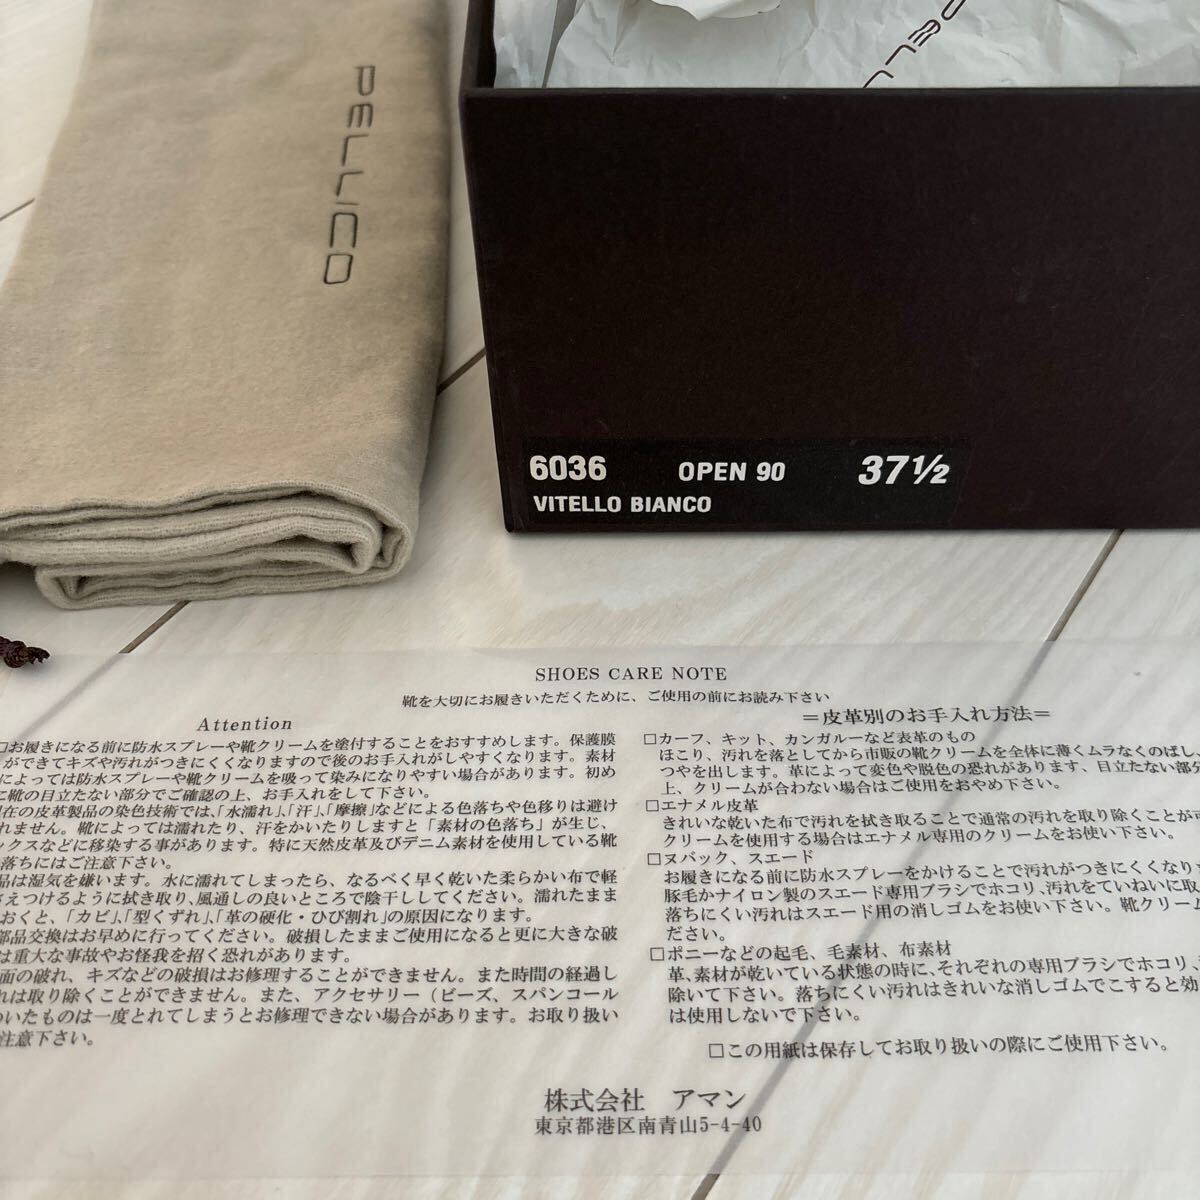 PELLICO
PELL
6036 OPEN 90 37½
VITELLO BIANCO
SHOES CARE NOTE
靴を大切にお履きいただくために、ご使用の前にお読み下さい
Attention
□お履きになる前に防水スプレーや靴クリームを塗付することをおすすめします。保護膜
ができてキズや汚れがつきにくくなりますので後のお手入れがしやすくなります。素材
によっては防水スプレーや靴クリームを吸って染みになりやすい場合があります。初め
に靴の目立たない部分でご確認の上、お手入れをして下さい。
在の皮革製品の染色技術では、「水濡れ」、「汗」、「摩擦」などによる色落ちや色移りは避け
れません。靴によっては濡れたり、汗をかいたりしますと「素材の色落ち」が生じ、
ックスなどに移染する事があります。特に天然皮革及びデニム素材を使用している靴
落ちにはご注意下さい。
品は湿気を嫌います。水に濡れてしまったら、なるべく早く乾いた柔らかい布で軽
さえつけるように拭き取り、風通しの良いところで陰干ししてください。濡れたまま
おくと、「カビ」、「型くずれ」、「革の硬化・ひび割れ」の原因になります。
部品交換はお早めに行ってください。破損したままご使用になると更に大きな破
は重大な事故やお怪我を招く恐れがあります。
面の破れ、キズなどの破損はお修理することができません。また時間の経過し
れは取り除くことができません。また、アクセサリー（ビーズ、スパンコール
ついたものは一度とれてしまうとお修理できない場合があります。お取り扱い
注意下さい。
＝皮革別のお手入れ方法＝
□カーフ、キット、カンガルーなど表革のもの
ほこり、汚れを落としてから市販の靴クリームを全体に薄くムラなくのばし、
つやを出します。革によって変色や脱色の恐れがあります、目立たない部分
上、クリームが合わない場合はご使用をおやめ下さい。
□エナメル皮革
きれいな乾いた布で汚れを拭き取ることで通常の汚れを取り除くことが可
クリームを使用する場合はエナメル専用のクリームをお使い下さい。
□ヌバック、スエード
お履きになる前に防水スプレーをかけることで汚れがつきにくくなります
豚毛かナイロン製のスエード専用ブラシでホコリ、汚れをていねいに取
落ちにくい汚れはスエード用の消しゴムをお使い下さい。靴クリーム
ださい。
□ポニーなどの起毛、毛素材、布素材
革、素材が乾いている状態の時に、それぞれの専用ブラシでホコリ、
除いて下さい。落ちにくい汚れはきれいな消しゴムでこすると効
は使用しないで下さい。
□この用紙は保存してお取り扱いの際にご使用下さい。
株式会社 アマン
東京都港区南青山5-4-40